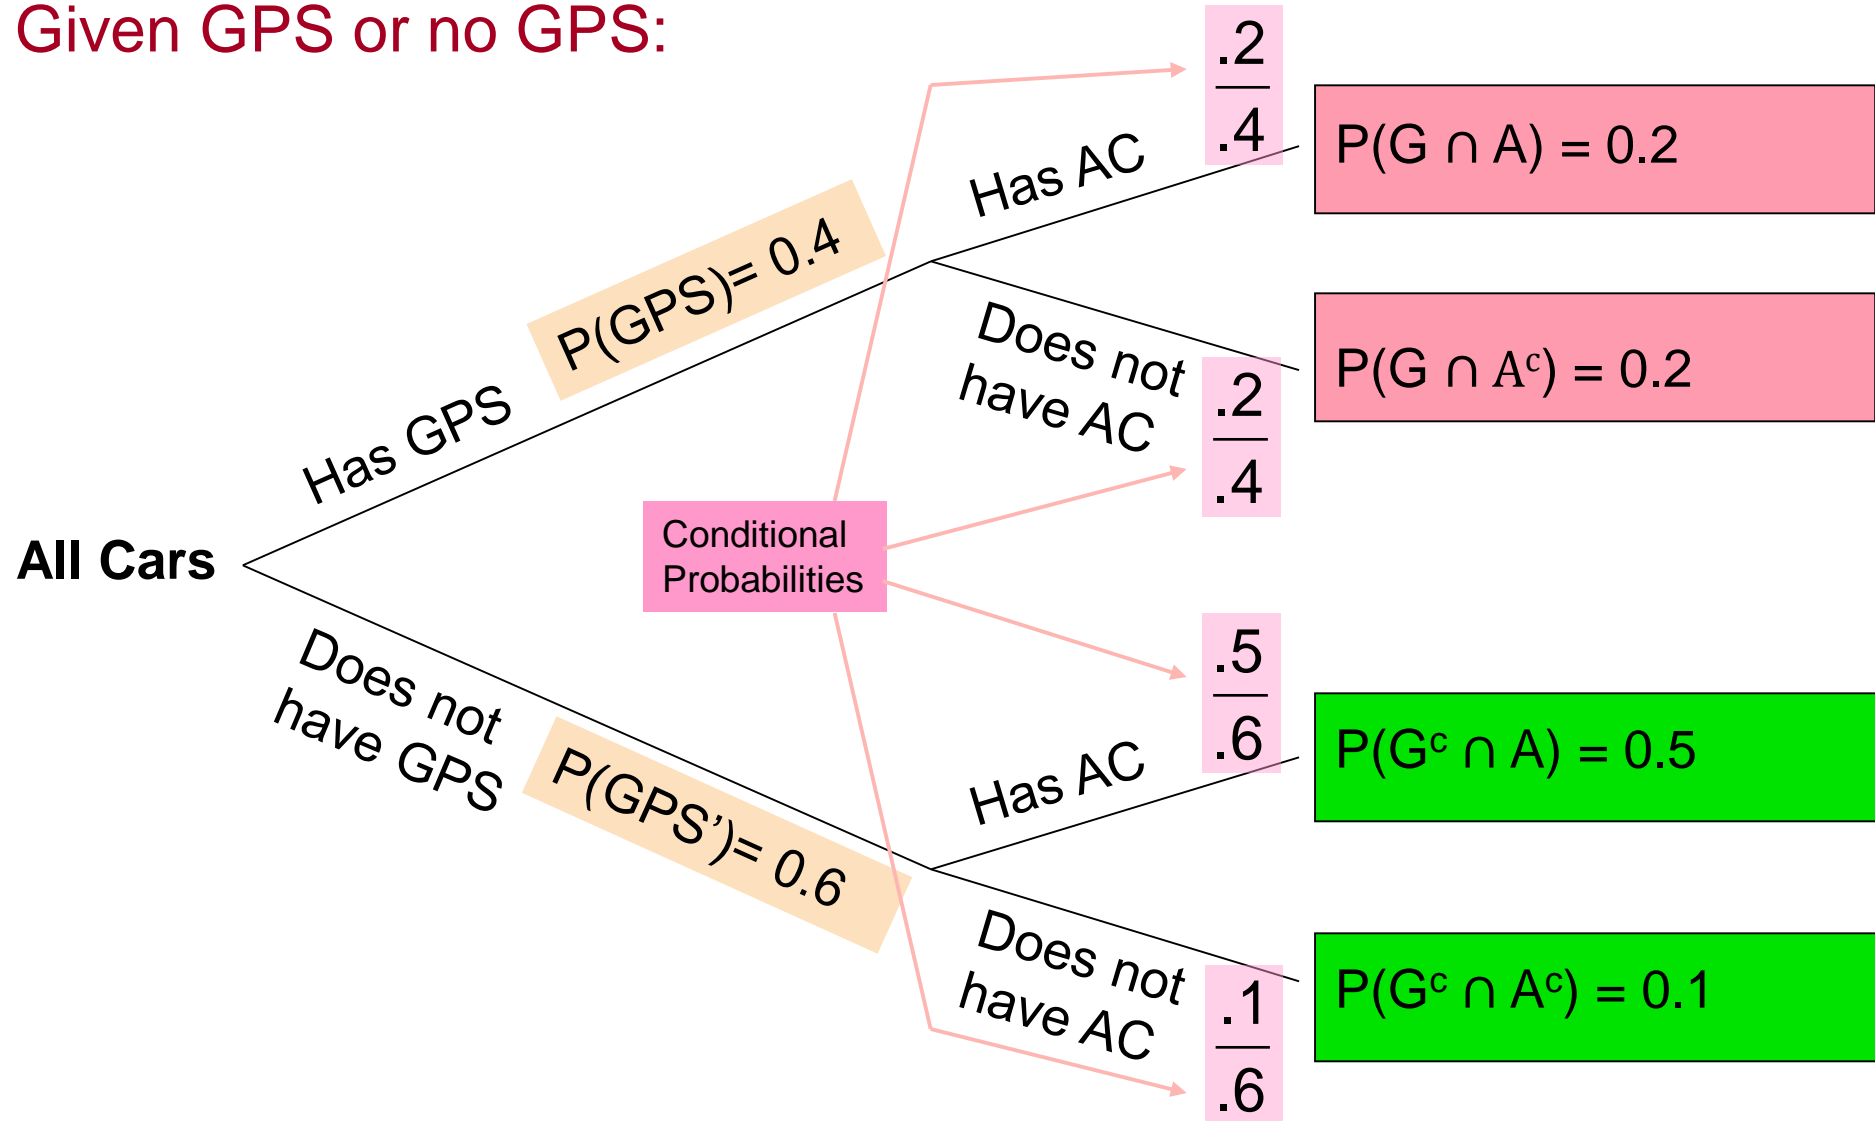 Given GPS or no GPS:
.2
.4
Has AC
P(G ∩ A) = 0.2
P(GPS)= 0.4
Has GPS
Does not
have AC
.2
.4
P(G ∩ Aᶜ) = 0.2
All Cars
Conditional
Probabilities
Does not
have GPS
P(GPS’)= 0.6
.5
.6
Has AC
P(Gᶜ ∩ A) = 0.5
Does not
have AC
.1
.6
P(Gᶜ ∩ Aᶜ) = 0.1